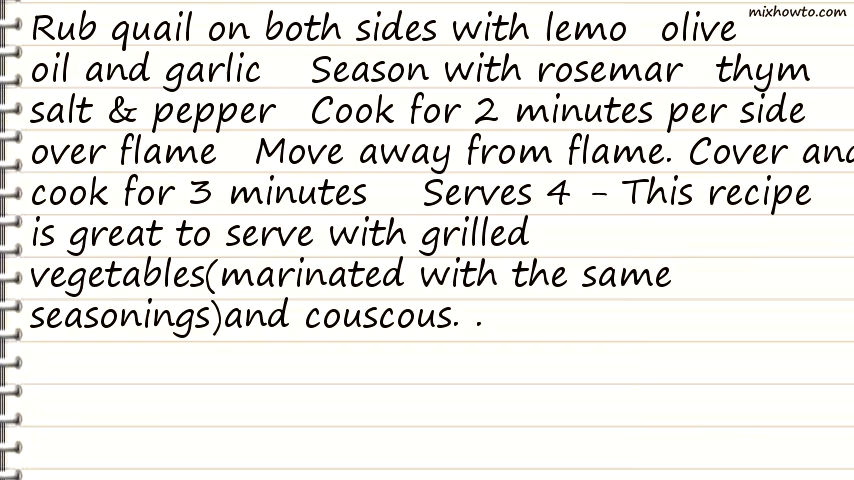 mixhowto.com
Rub quail on both sides with lemo olive
oil and garlic Season with rosemar thym
salt & pepper Cook for 2 minutes per side
over flame Move away from flame. Cover and
cook for 3 minutes Serves 4 - This recipe
is great to serve with grilled
vegetables(marinated with the same
seasonings)and couscous. .